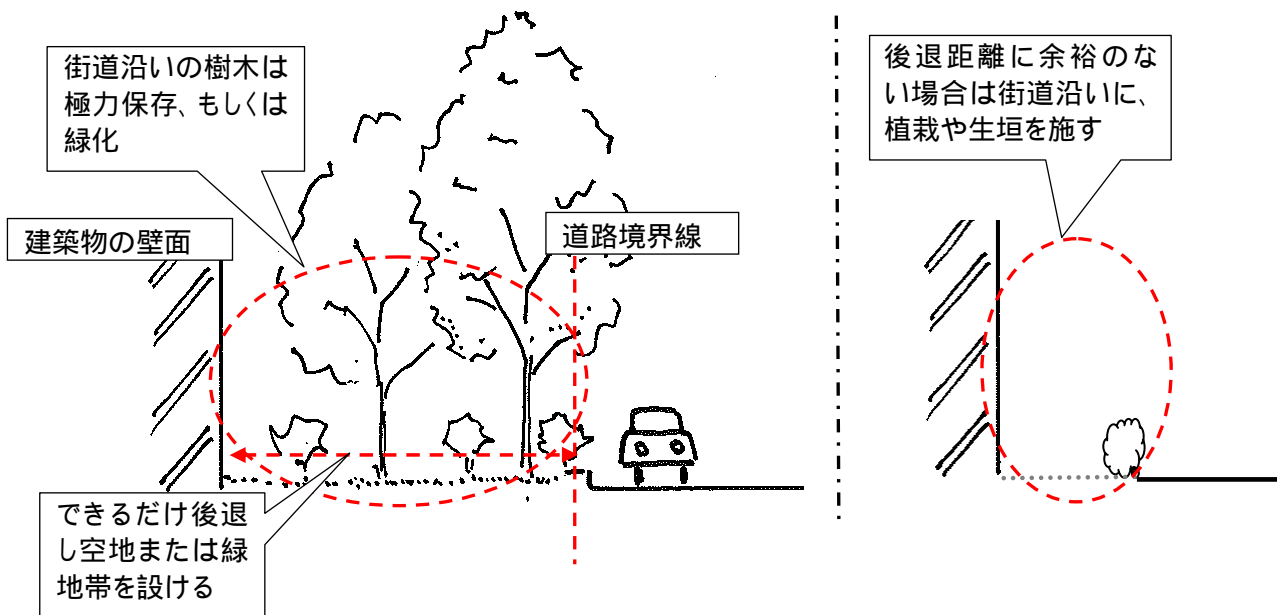 街道沿いの樹木は
極力保存、もしくは
緑化
建築物の壁面
道路境界線
できるだけ後退
し空地または緑
地帯を設ける
後退距離に余裕のな
い場合は街道沿いに、
植栽や生垣を施す